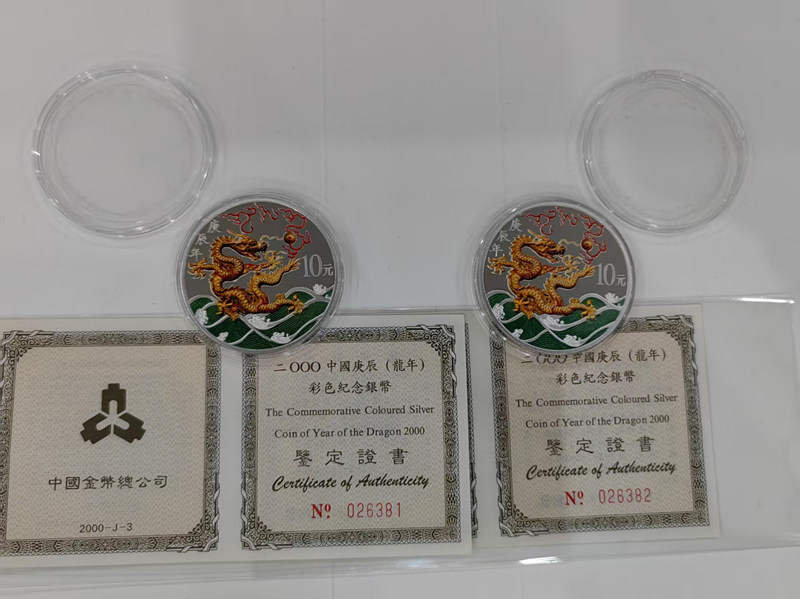 庚辰年
10元
庚辰年
10元
中國金幣總公司
2000-J-3
二OOO中國庚辰（龍年）
彩色紀念銀幣
The Commemorative Coloured Silver
Coin of Year of the Dragon 2000
鑒定證書
Certificate of Authenticity
Nº 026381
中國庚辰（龍年）
彩色紀念銀幣
The Commemorative Coloured Silver
Coin of Year of the Dragon 2000
鑒定證書
Certificate of Authenticity
Nº 026382